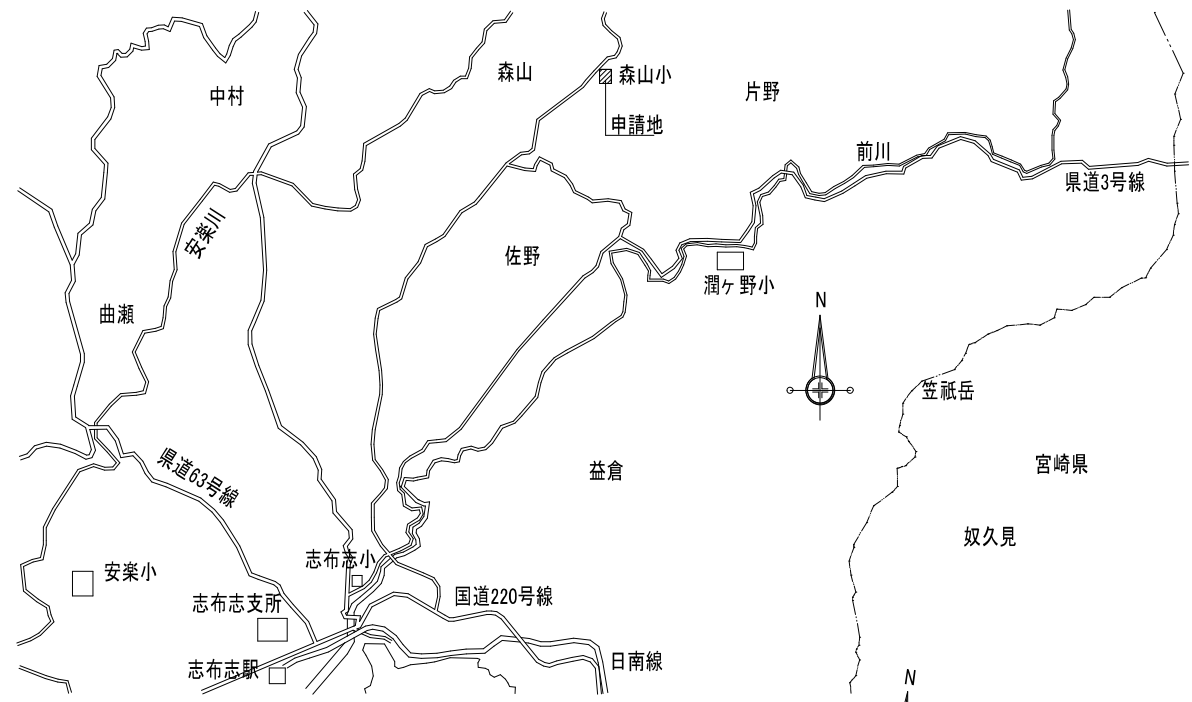 森山
森山小
中村
片野
申請地
前川
県道3号線
安楽川
佐野
潤ヶ野小
曲瀬
N
笠祇岳
県道63号線
益倉
宮崎県
奴久見
志布志小
安楽小
国道220号線
志布志支所
日南線
志布志駅
N